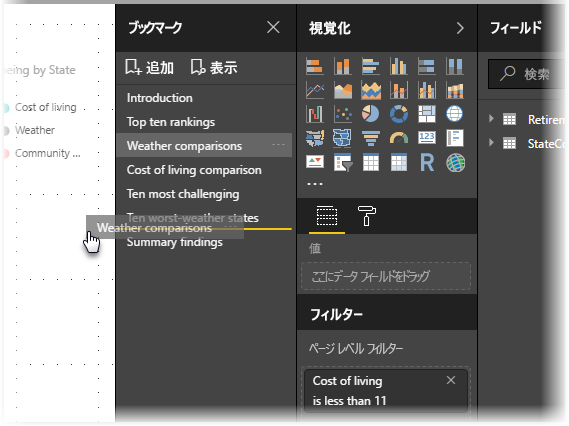 being by State
Cost of living
Weather
Community ...
ブックマーク
追加
表示
Introduction
Top ten rankings
Weather comparisons
Cost of living comparison
Ten most challenging
Ten worst-weather states
Weather comparisons
Summary findings
視覚化
123
R
値
ここにデータ フィールドをドラッグ
フィルター
ページ レベル フィルター
Cost of living
is less than 11
フィールド
検索
Retirem
StateCo